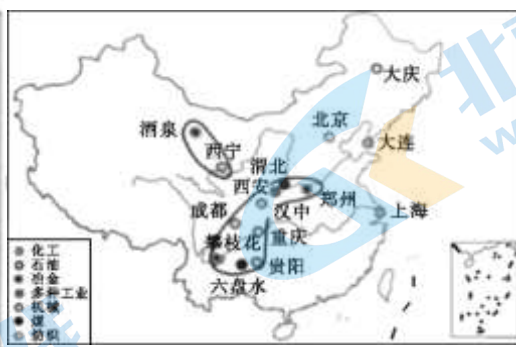 大庆
北京
酒泉
大连
西宁
渭北
西安
郑州
成都
汉中
上海
重庆
攀枝花
贵阳
六盘水
化工
石油
冶金
多种工业
机械
煤
纺织